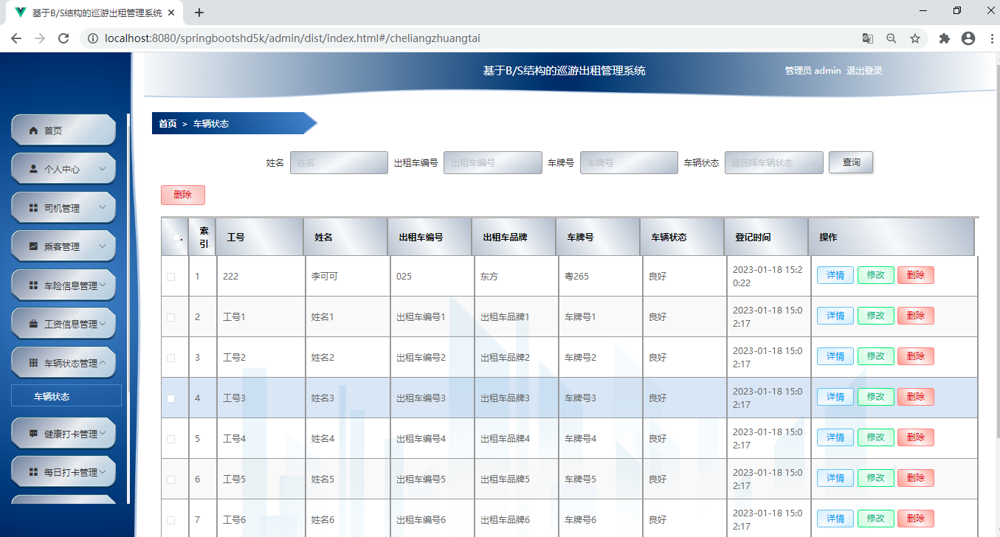 基于B/S结构的巡游出租管理系统
localhost:8080/springbootshd5k/admin/dist/index.html#/cheliangzhuangtai
基于B/S结构的巡游出租管理系统
管理员 admin 退出登录
首页
个人中心
司机管理
乘客管理
车险信息管理
工资信息管理
车辆状态管理
车辆状态
健康打卡管理
每日打卡管理
首页 > 车辆状态
姓名 姓名 出租车编号 出租车编号 车牌号 车牌号 车辆状态 请选择车辆状态 查询
删除
索引 工号 姓名 出租车编号 出租车品牌 车牌号 车辆状态 登记时间 操作
1 222 李可可 025 东方 粤265 良好 2023-01-18 15:20:22 详情 修改 删除
2 工号1 姓名1 出租车编号1 出租车品牌1 车牌号1 良好 2023-01-18 15:02:17 详情 修改 删除
3 工号2 姓名2 出租车编号2 出租车品牌2 车牌号2 良好 2023-01-18 15:02:17 详情 修改 删除
4 工号3 姓名3 出租车编号3 出租车品牌3 车牌号3 良好 2023-01-18 15:02:17 详情 修改 删除
5 工号4 姓名4 出租车编号4 出租车品牌4 车牌号4 良好 2023-01-18 15:02:17 详情 修改 删除
6 工号5 姓名5 出租车编号5 出租车品牌5 车牌号5 良好 2023-01-18 15:02:17 详情 修改 删除
7 工号6 姓名6 出租车编号6 出租车品牌6 车牌号6 良好 2023-01-18 15:02:17 详情 修改 删除